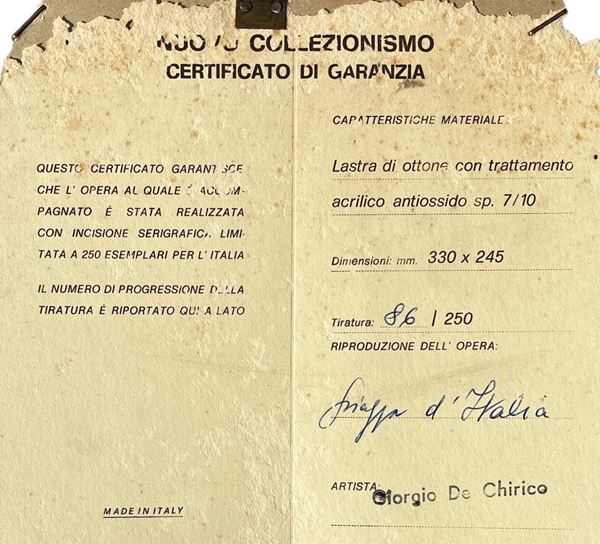 NUOVO COLLEZIONISMO
CERTIFICATO DI GARANZIA
QUESTO CERTIFICATO GARANTISCE
CHE L' OPERA AL QUALE È ACCOM-
PAGNATO É STATA REALIZZATA
CON INCISIONE SERIGRAFICA LIMI-
TATA A 250 ESEMPLARI PER L' ITALIA
IL NUMERO DI PROGRESSIONE DELLA
TIRATURA É RIPORTATO QUI A LATO
MADE IN ITALY
CARATTERISTICHE MATERIALE:
Lastra di ottone con trattamento
acrilico antiossido sp. 7/10
Dimensioni: mm. 330 x 245
Tiratura: 86 / 250
RIPRODUZIONE DELL' OPERA:
Piazza d' Italia
ARTISTA: Giorgio De Chirico